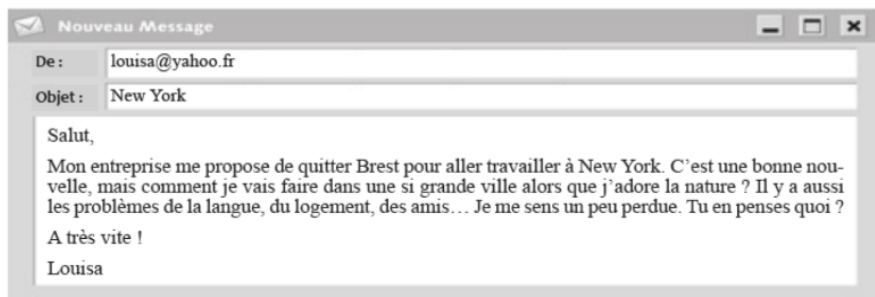 Nouveau Message
De : louisa@yahoo.fr
Objet : New York
Salut,
Mon entreprise me propose de quitter Brest pour aller travailler à New York. C'est une bonne nou-
velle, mais comment je vais faire dans une si grande ville alors que j'adore la nature ? Il y a aussi
les problèmes de la langue, du logement, des amis… Je me sens un peu perdue. Tu en penses quoi ?
A très vite !
Louisa